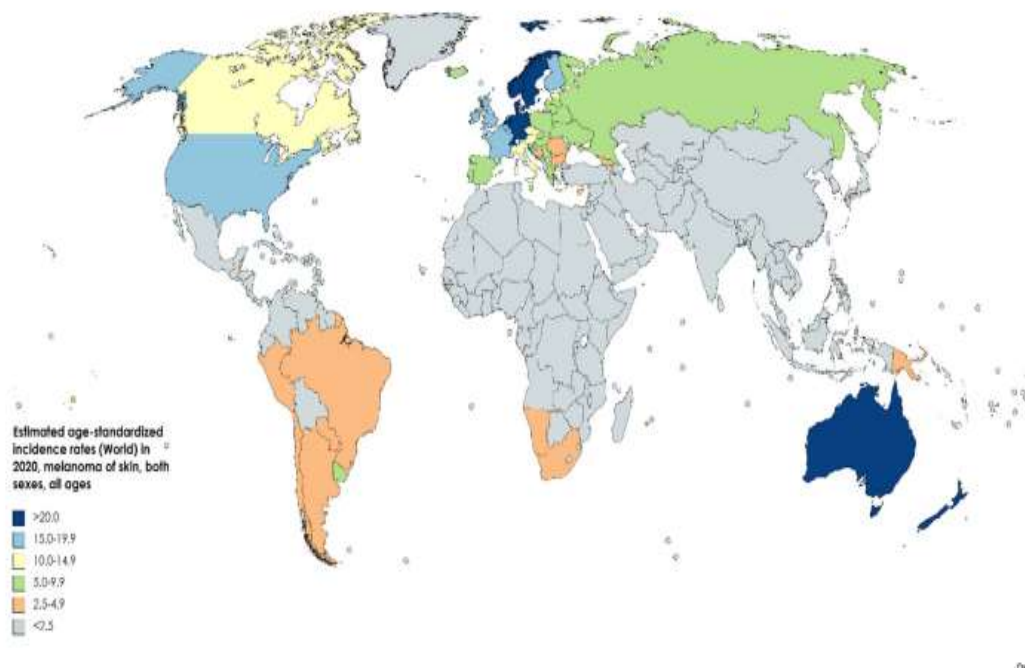 Estimated age-standardized
incidence rates (World) in
2020, melanoma of skin, both
sexes, all ages
>20.0
15.0-19.9
10.0-14.9
5.0-9.9
2.5-4.9
<2.5